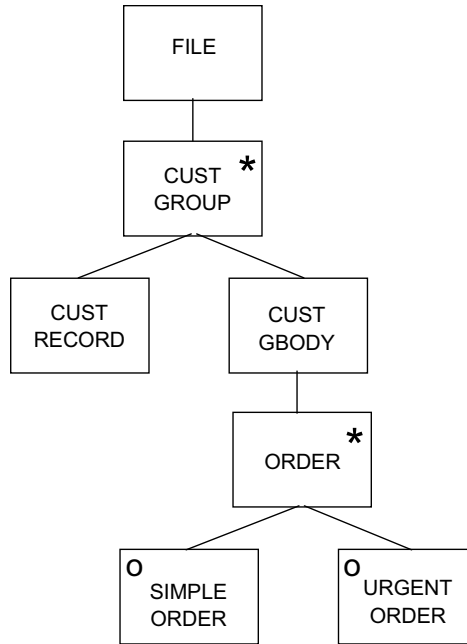 FILE
CUST *
GROUP
CUST
RECORD
CUST
GBODY
ORDER *
o
SIMPLE
ORDER
o
URGENT
ORDER